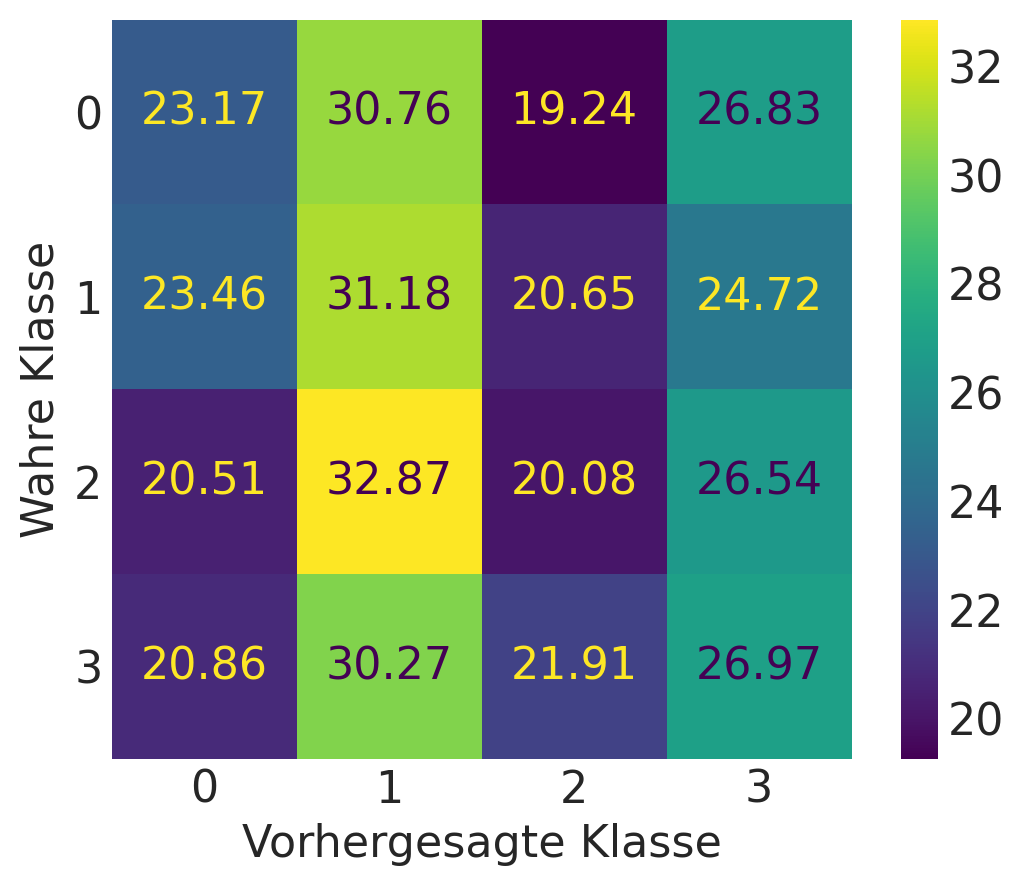 Wahre Klasse
0 23.17 30.76 19.24 26.83
1 23.46 31.18 20.65 24.72
2 20.51 32.87 20.08 26.54
3 20.86 30.27 21.91 26.97
0 1 2 3
Vorhergesagte Klasse
32
30
28
26
24
22
20